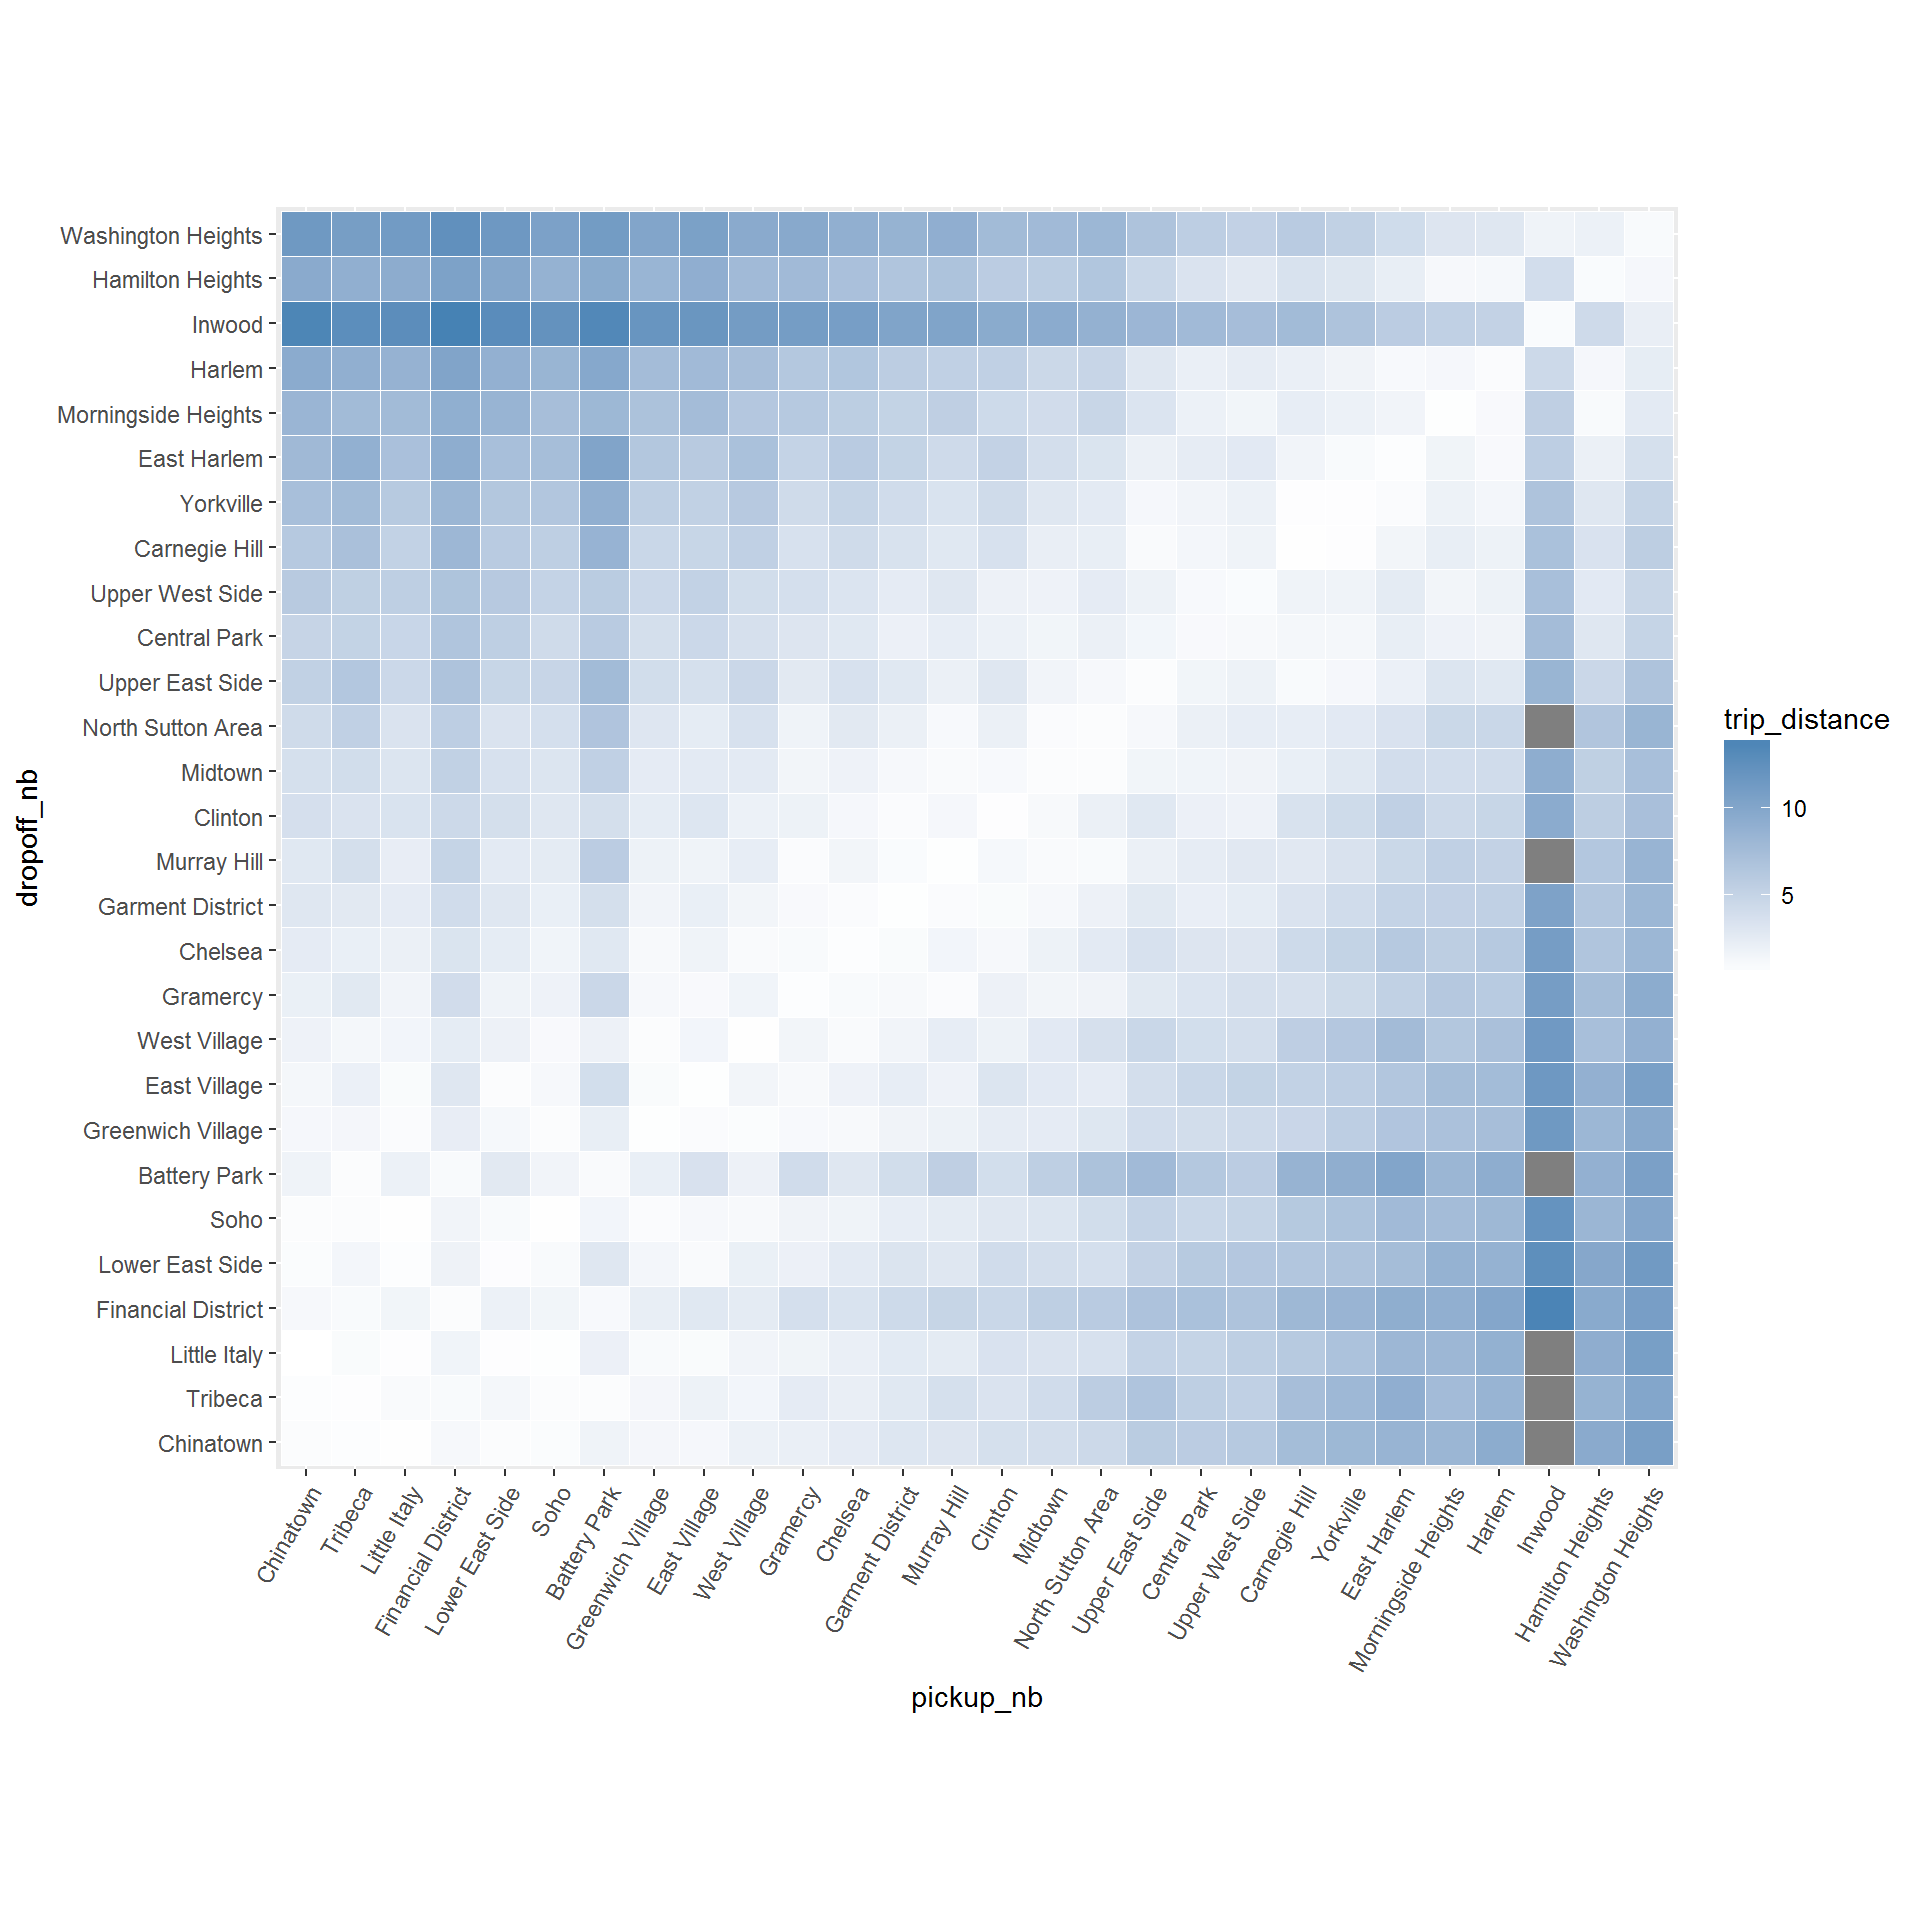 Washington Heights
Hamilton Heights
Inwood
Harlem
Morningside Heights
East Harlem
Yorkville
Carnegie Hill
Upper West Side
Central Park
Upper East Side
North Sutton Area
Midtown
Clinton
Murray Hill
Garment District
Chelsea
Gramercy
West Village
East Village
Greenwich Village
Battery Park
Soho
Lower East Side
Financial District
Little Italy
Tribeca
Chinatown
dropoff_nb
Chinatown
Tribeca
Little Italy
Financial District
Lower East Side
Soho
Battery Park
Greenwich Village
East Village
West Village
Gramercy
Chelsea
Garment District
Murray Hill
Clinton
Midtown
North Sutton Area
Upper East Side
Central Park
Upper West Side
Carnegie Hill
Yorkville
East Harlem
Morningside Heights
Harlem
Inwood
Hamilton Heights
Washington Heights
pickup_nb
trip_distance
10
5